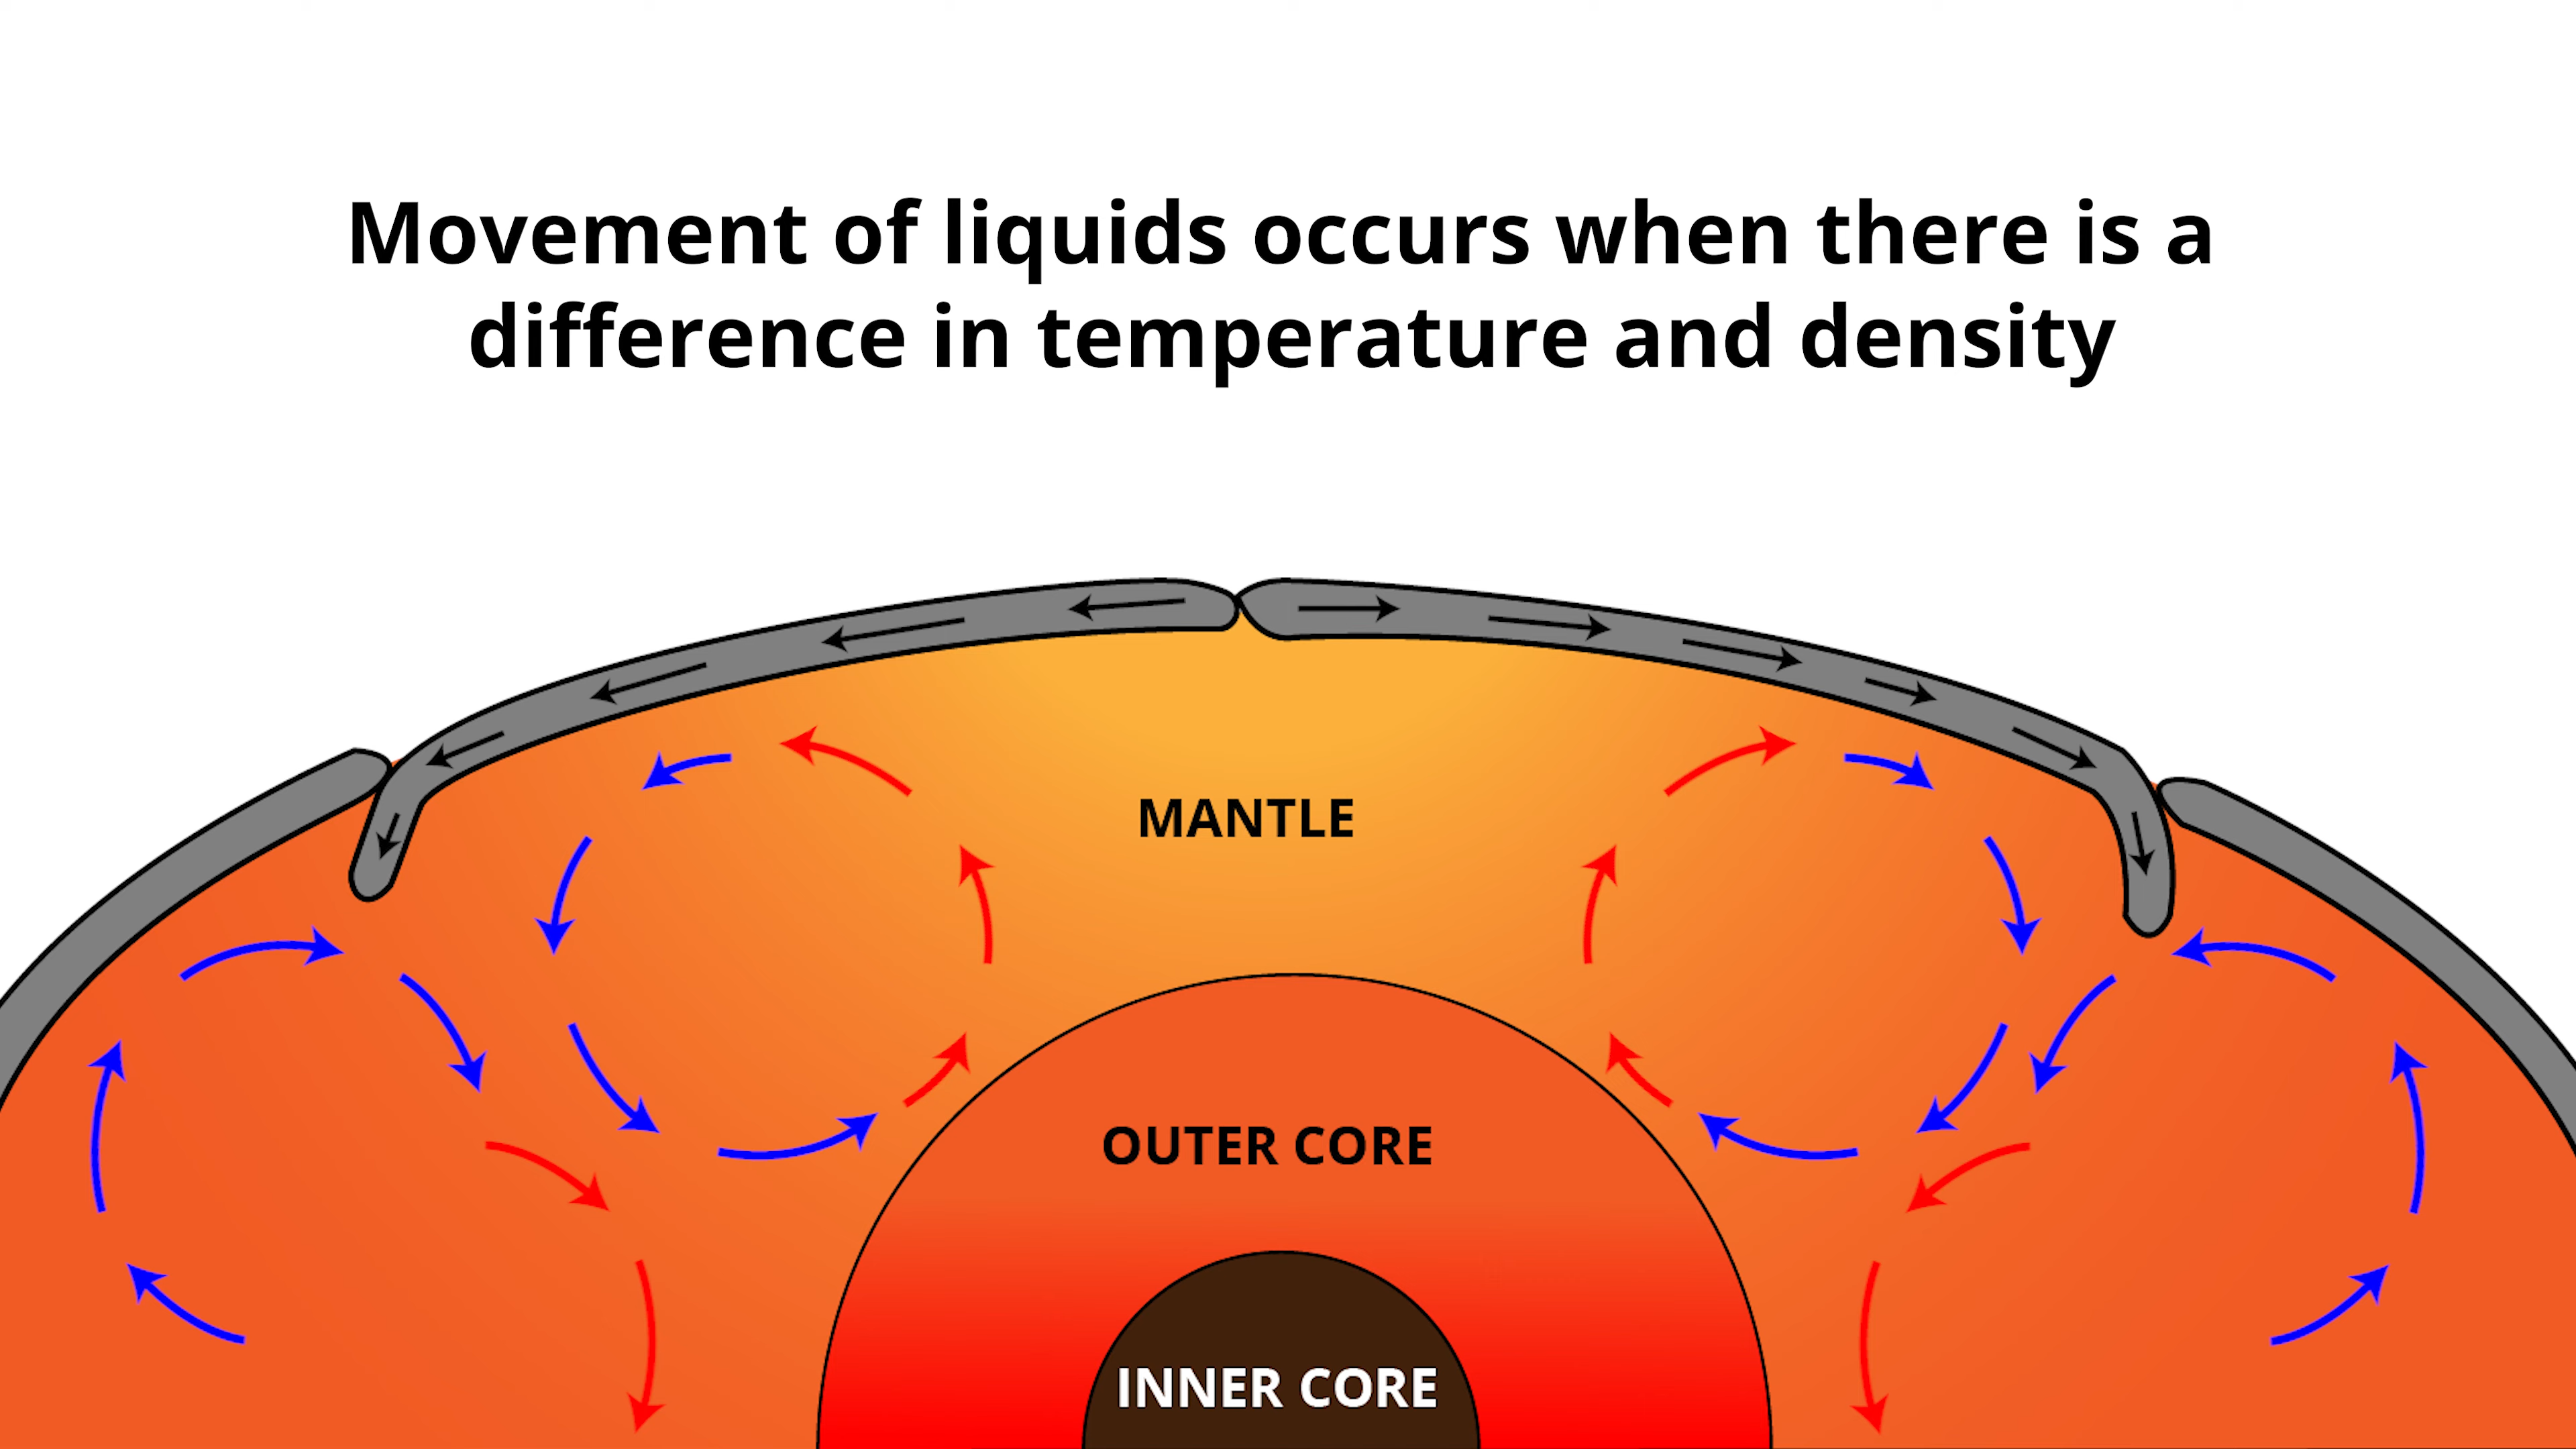 Movement of liquids occurs when there is a
difference in temperature and density
MANTLE
OUTER CORE
INNER CORE